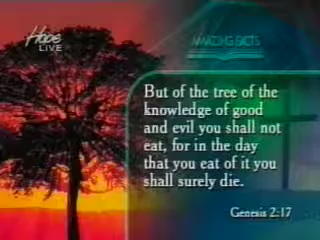 Hope
LIVE
AMAZING FACTS
But of the tree of the
knowledge of good
and evil you shall not
eat, for in the day
that you eat of it you
shall surely die.
Genesis 2:17